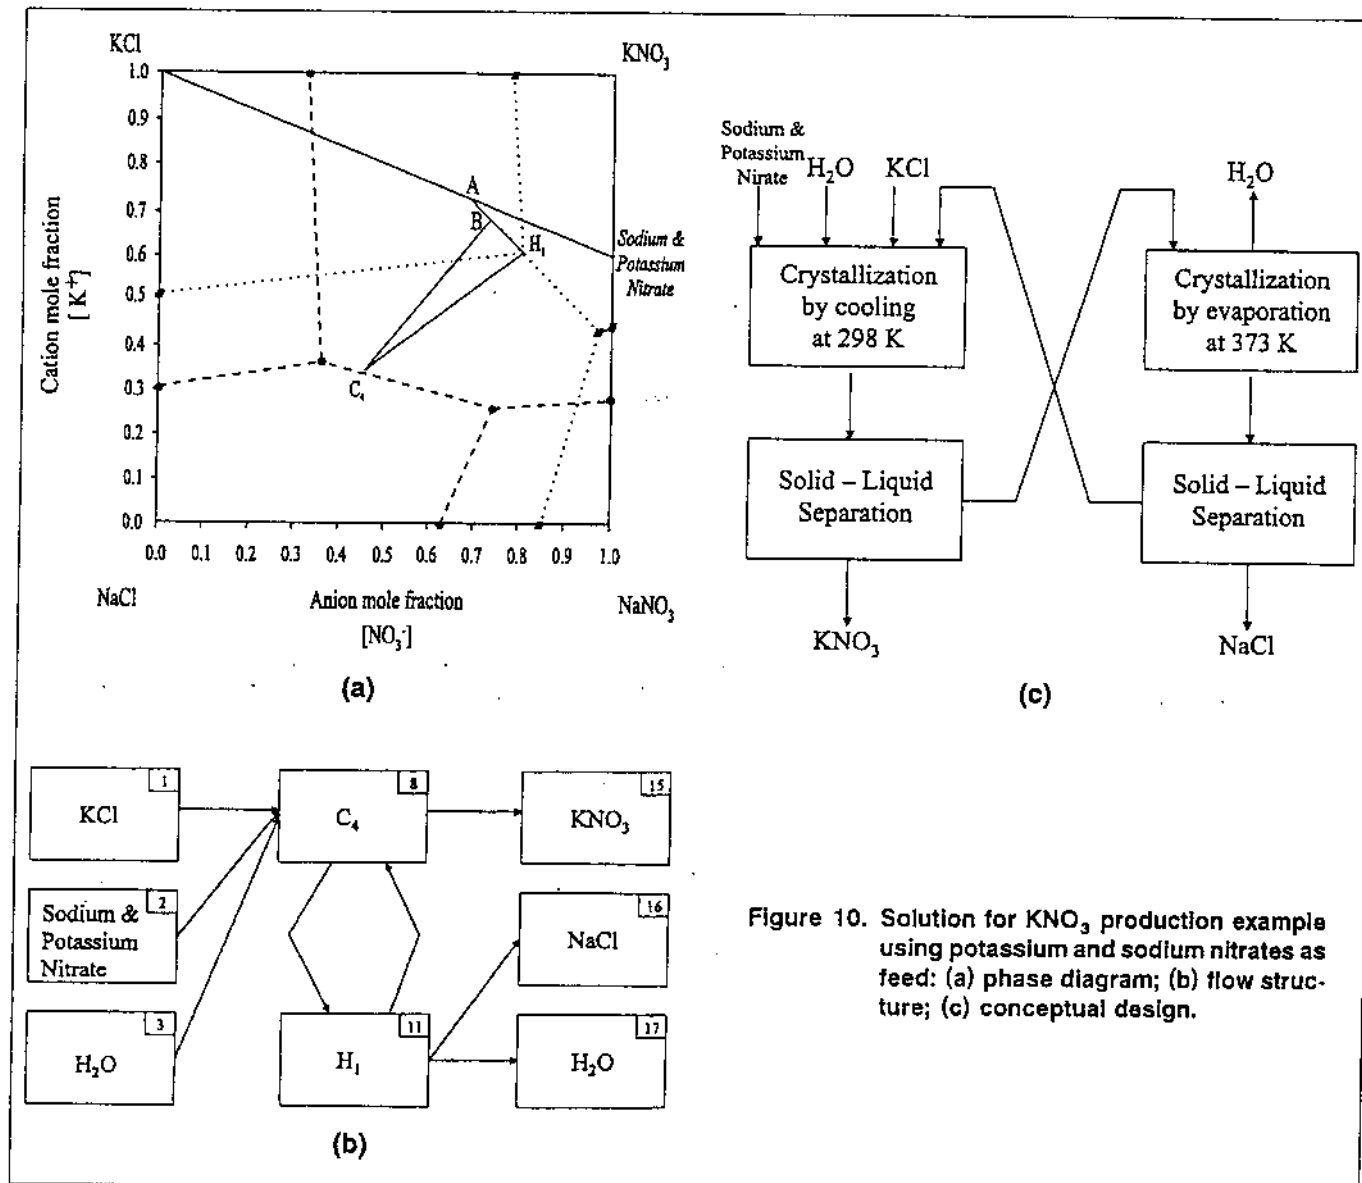 KCl
KNO₃
1.0
0.9
0.8
0.7
0.6
0.5
0.4
0.3
0.2
0.1
0.0
Cation mole fraction
[ K⁺ ]
A
B
H₁
C₄
Sodium &
Potassium
Nitrate
0.0 0.1 0.2 0.3 0.4 0.5 0.6 0.7 0.8 0.9 1.0
NaCl
Anion mole fraction
NaNO₃
[NO₃⁻]
(a)
Sodium &
Potassium
Nirate
H₂O
KCl
H₂O
Crystallization
by cooling
at 298 K
Crystallization
by evaporation
at 373 K
Solid – Liquid
Separation
Solid – Liquid
Separation
KNO₃
NaCl
(c)
1
KCl
8
C₄
15
KNO₃
2
Sodium &
Potassium
Nitrate
16
NaCl
3
H₂O
11
H₁
17
H₂O
(b)
Figure 10. Solution for KNO₃ production example
using potassium and sodium nitrates as
feed: (a) phase diagram; (b) flow struc-
ture; (c) conceptual design.